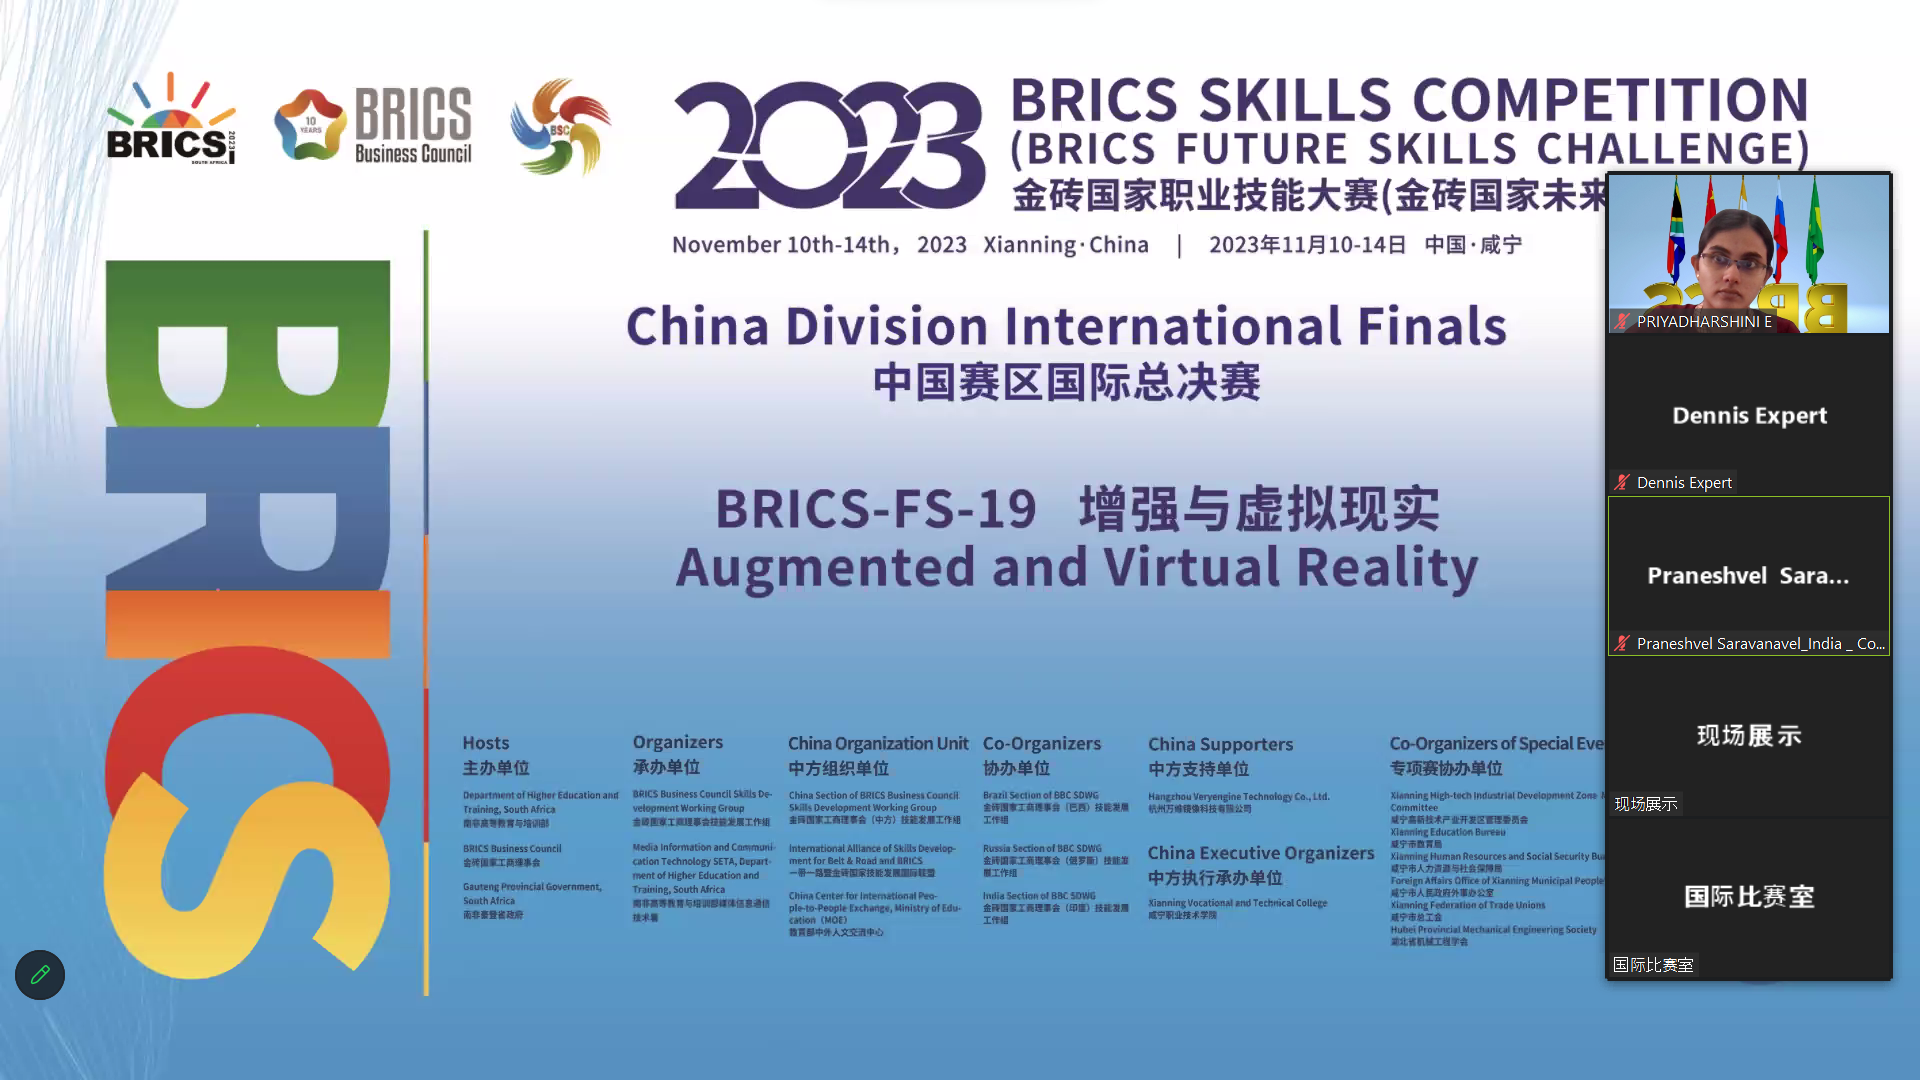 BRICS
SOUTH AFRICA
2023
10
YEARS
BRICS
Business Council
BSC
2023
BRICS SKILLS COMPETITION
(BRICS FUTURE SKILLS CHALLENGE)
金砖国家职业技能大赛(金砖国家未来
November 10th-14th, 2023 Xianning·China | 2023年11月10-14日 中国·咸宁
China Division International Finals
中国赛区国际总决赛
BRICS-FS-19 增强与虚拟现实
Augmented and Virtual Reality
BRICS
Hosts
主办单位
Department of Higher Education and
Training, South Africa
南非高等教育与培训部
BRICS Business Council
金砖国家工商理事会
Gauteng Provincial Government,
South Africa
南非豪登省政府
Organizers
承办单位
BRICS Business Council Skills De-
velopment Working Group
金砖国家工商理事会技能发展工作组
Media Information and Communi-
cation Technology SETA, Depart-
ment of Higher Education and
Training, South Africa
南非高等教育与培训部媒体信息通信
技术署
China Organization Unit
中方组织单位
China Section of BRICS Business Council
Skills Development Working Group
金砖国家工商理事会（中方）技能发展工作组
International Alliance of Skills Develop-
ment for Belt & Road and BRICS
一带一路暨金砖国家技能发展国际联盟
China Center for International Peo-
ple-to-People Exchange, Ministry of Edu-
cation (MOE)
教育部中外人文交流中心
Co-Organizers
协办单位
Brazil Section of BBC SDWG
金砖国家工商理事会（巴西）技能发展
工作组
Russia Section of BBC SDWG
金砖国家工商理事会（俄罗斯）技能发
展工作组
India Section of BBC SDWG
金砖国家工商理事会（印度）技能发展
工作组
China Supporters
中方支持单位
Hangzhou Veryengine Technology Co., Ltd.
杭州万维镜像科技有限公司
China Executive Organizers
中方执行承办单位
Xianning Vocational and Technical College
咸宁职业技术学院
Co-Organizers of Special Eve
专项赛协办单位
Xianning High-tech Industrial Development Zone
Committee
咸宁高新技术产业开发区管理委员会
Xianning Education Bureau
咸宁市教育局
Xianning Human Resources and Social Security Bu
咸宁市人力资源与社会保障局
Foreign Affairs Office of Xianning Municipal People
咸宁市人民政府外事办公室
Xianning Federation of Trade Unions
咸宁市总工会
Hubei Provincial Mechanical Engineering Society
湖北省机械工程学会
BRICS
PRIYADHARSHINI E
Dennis Expert
Dennis Expert
Praneshvel Sara...
Praneshvel Saravanavel_India _ Co...
现场展示
现场展示
国际比赛室
国际比赛室